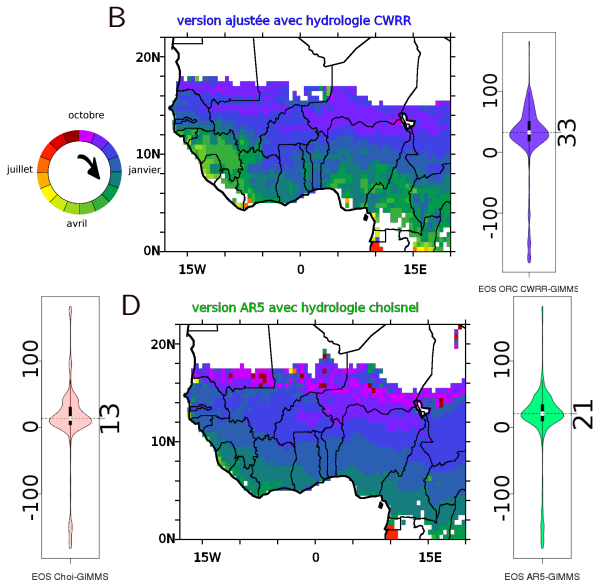 B
version ajustée avec hydrologie CWRR
20N
10N
0N
15W
0
15E
octobre
juillet
janvier
avril
100
0
-100
33
EOS ORC CWRR-GIMMS
D
version AR5 avec hydrologie choisnel
20N
10N
0N
15W
0
15E
100
0
-100
13
EOS Choi-GIMMS
100
0
-100
21
EOS AR5-GIMMS